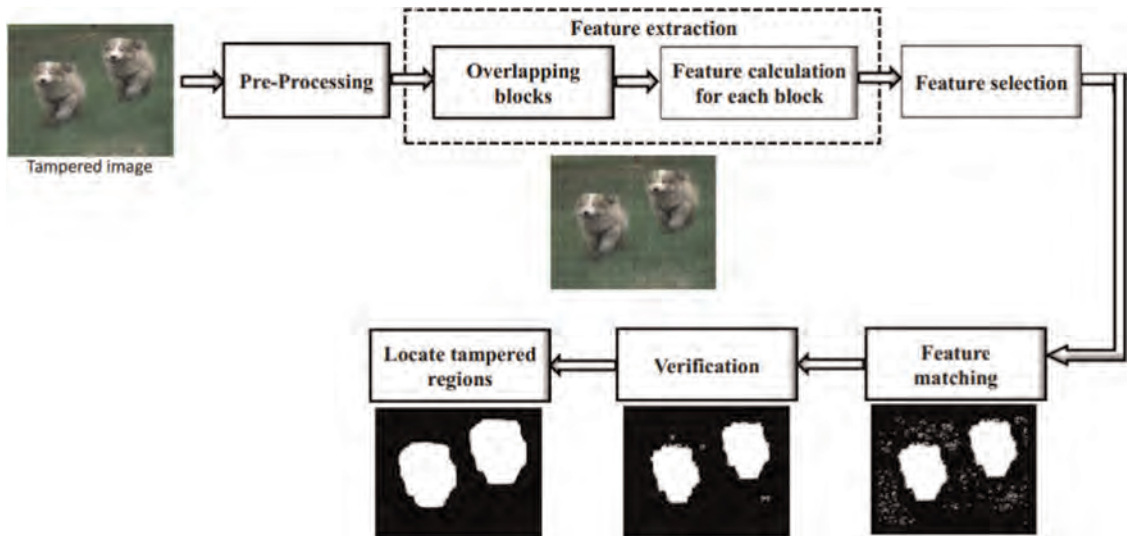 Tampered image
Pre-Processing
Feature extraction
Overlapping
blocks
Feature calculation
for each block
Feature selection
Feature
matching
Verification
Locate tampered
regions